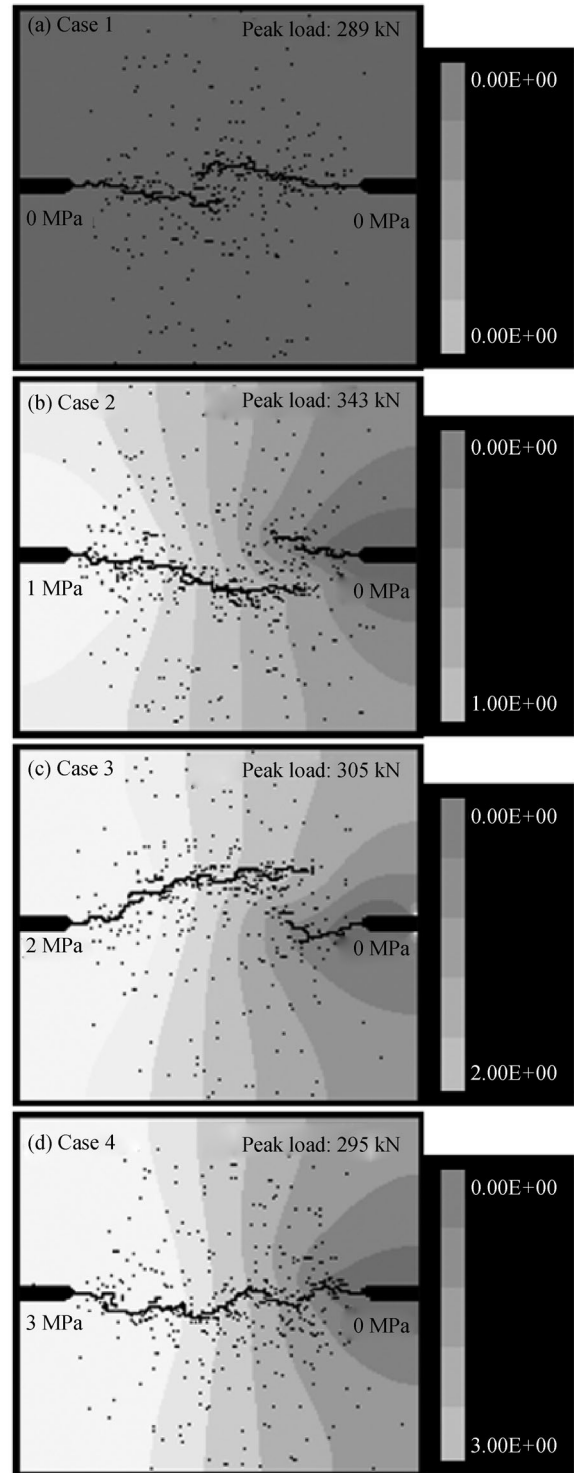 (a) Case 1 Peak load: 289 kN
0.00E+00
0 MPa 0 MPa
0.00E+00
(b) Case 2 Peak load: 343 kN
0.00E+00
1 MPa 0 MPa
1.00E+00
(c) Case 3 Peak load: 305 kN
0.00E+00
2 MPa 0 MPa
2.00E+00
(d) Case 4 Peak load: 295 kN
0.00E+00
3 MPa 0 MPa
3.00E+00